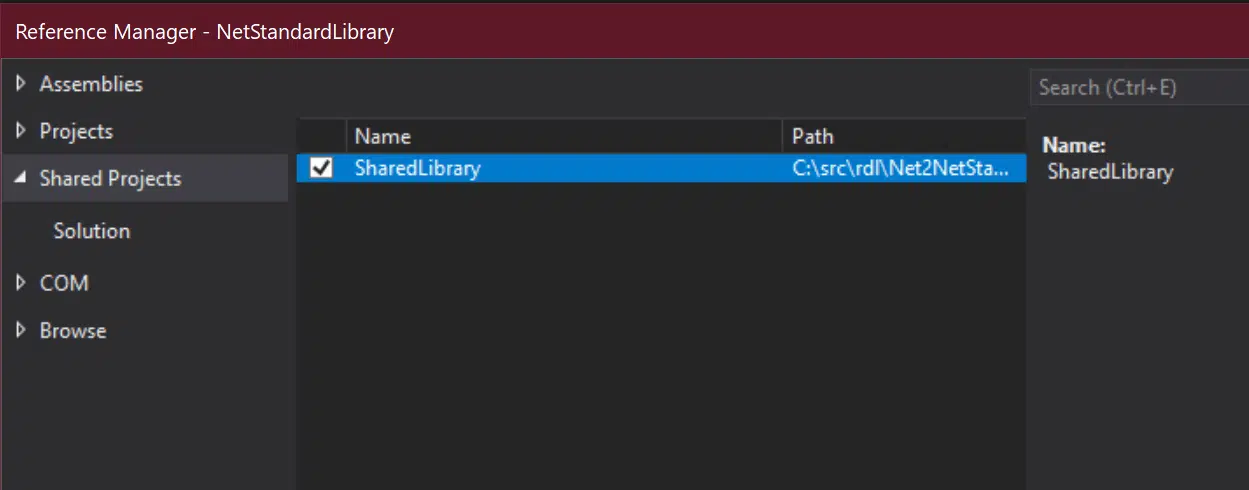 Reference Manager - NetStandardLibrary
Assemblies
Projects
Shared Projects
Solution
COM
Browse
Name Path
SharedLibrary C:\src\rdl\Net2NetSta...
Search (Ctrl+E)
Name:
SharedLibrary